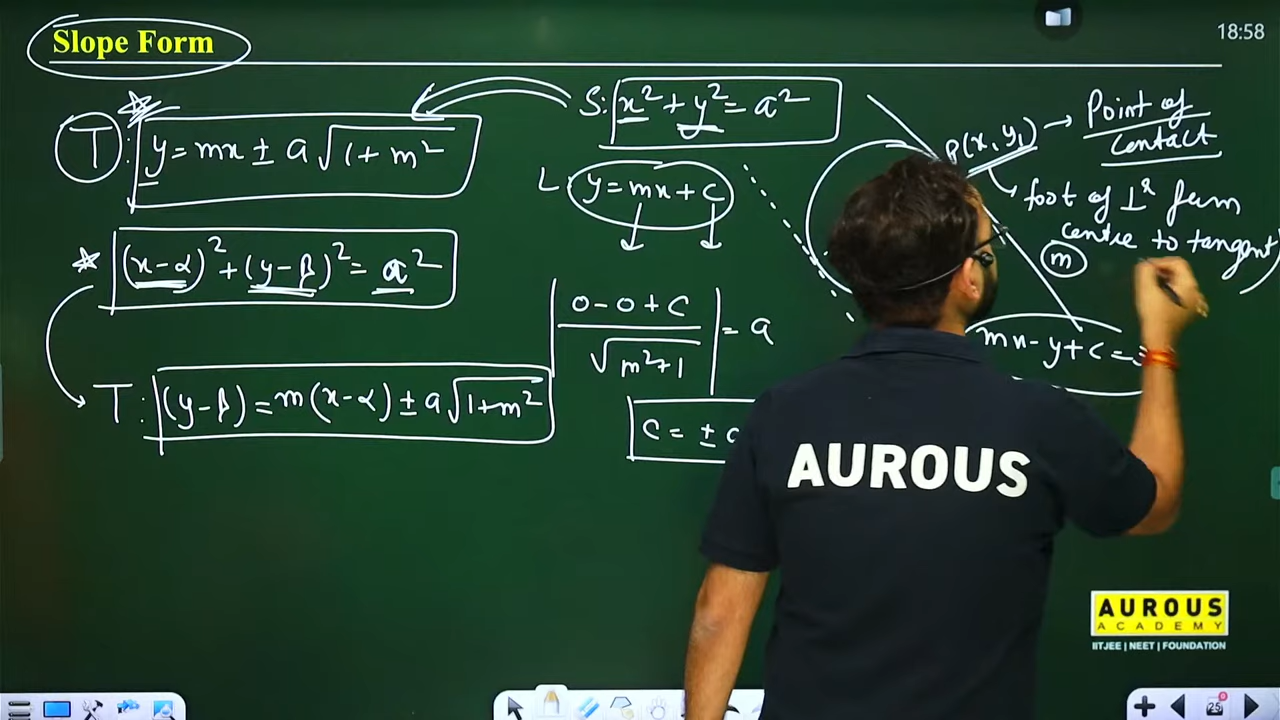 Slope Form
18:58
T: y = mx ± a√(1+m²)
S: x² + y² = a²
L: y = mx + c
P(x, y₁) → Point of
contact
foot of ⊥ʳ from
centre to tangent
m
(x-α)² + (y-β)² = a²
|0-0+c / √(m²+1)| = a
mx - y + c =
T: (y-β) = m(x-α) ± a√(1+m²)
c = ±
AUROUS
AUROUS
ACADEMY
IITJEE | NEET | FOUNDATION
25